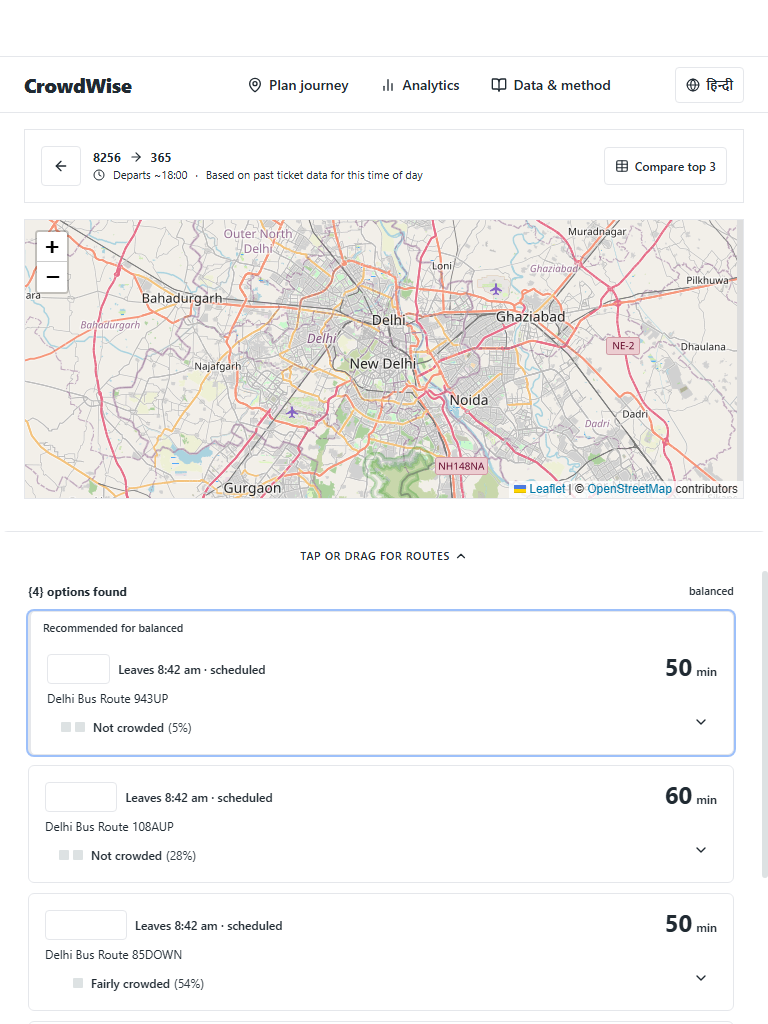 CrowdWise
Plan journey
Analytics
Data & method
हिन्दी
8256 → 365
Departs ~18:00 · Based on past ticket data for this time of day
Compare top 3
+
−
Outer North
Delhi
Loni
Muradnagar
Ghaziabad
Pilkhuwa
ara
Bahadurgarh
Delhi
Ghaziabad
Bahadurgarh
Delhi
NE-2
Dhaulana
Najafgarh
New Delhi
Noida
Dadri
Dadri
NH148NA
Gurgaon
Leaflet | © OpenStreetMap contributors
TAP OR DRAG FOR ROUTES
{4} options found
balanced
Recommended for balanced
Leaves 8:42 am · scheduled
50 min
Delhi Bus Route 943UP
Not crowded (5%)
Leaves 8:42 am · scheduled
60 min
Delhi Bus Route 108AUP
Not crowded (28%)
Leaves 8:42 am · scheduled
50 min
Delhi Bus Route 85DOWN
Fairly crowded (54%)